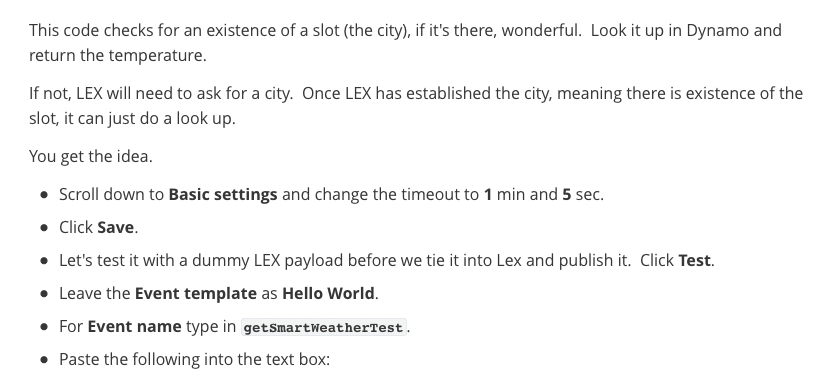 This code checks for an existence of a slot (the city), if it's there, wonderful.  Look it up in Dynamo and
return the temperature.
If not, LEX will need to ask for a city.  Once LEX has established the city, meaning there is existence of the
slot, it can just do a look up.
You get the idea.
• Scroll down to Basic settings and change the timeout to 1 min and 5 sec.
• Click Save.
• Let's test it with a dummy LEX payload before we tie it into Lex and publish it.  Click Test.
• Leave the Event template as Hello World.
• For Event name type in getSmartWeatherTest.
• Paste the following into the text box: